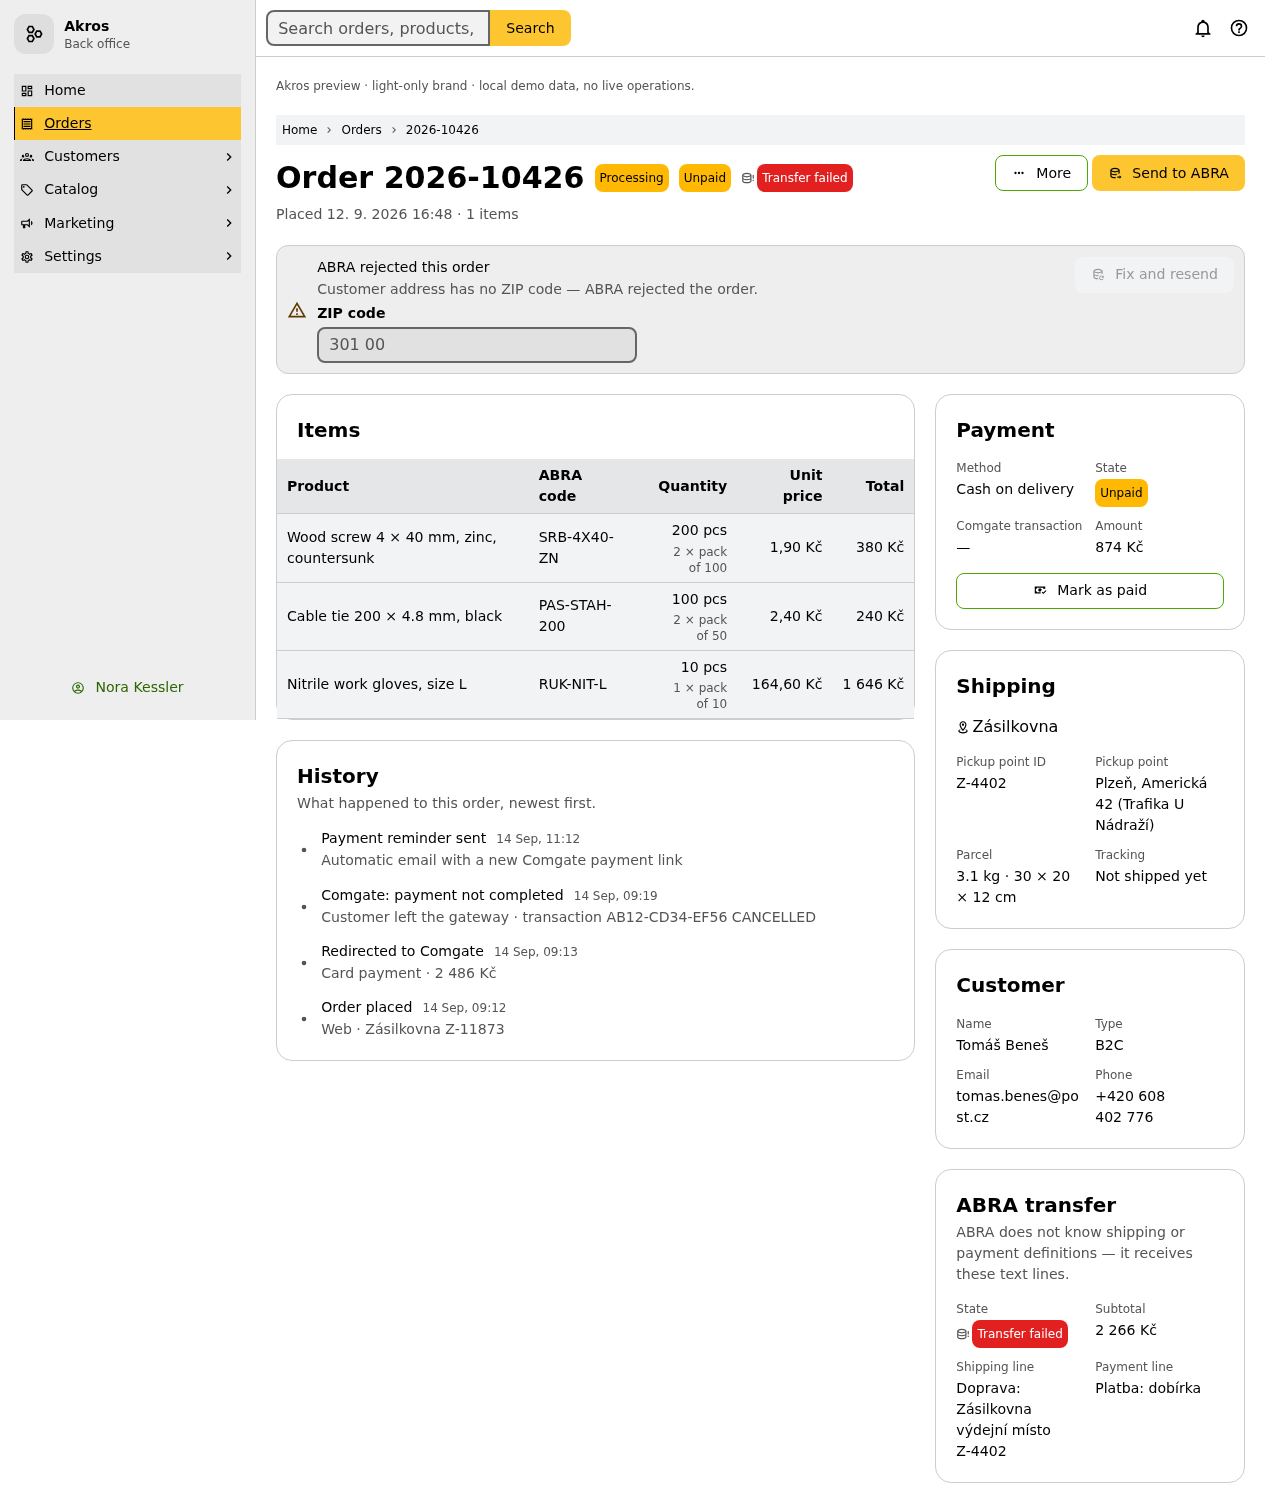 Akros
Back office
Home
Orders
Customers
Catalog
Marketing
Settings
Nora Kessler
Search orders, products,
Search
Akros preview · light-only brand · local demo data, no live operations.
Home › Orders › 2026-10426
Order 2026-10426 Processing Unpaid Transfer failed
More
Send to ABRA
Placed 12. 9. 2026 16:48 · 1 items
ABRA rejected this order
Customer address has no ZIP code — ABRA rejected the order.
ZIP code
301 00
Fix and resend
Items
Product ABRA code Quantity Unit price Total
Wood screw 4 × 40 mm, zinc, countersunk SRB-4X40-ZN 200 pcs 2 × pack of 100 1,90 Kč 380 Kč
Cable tie 200 × 4.8 mm, black PAS-STAH-200 100 pcs 2 × pack of 50 2,40 Kč 240 Kč
Nitrile work gloves, size L RUK-NIT-L 10 pcs 1 × pack of 10 164,60 Kč 1 646 Kč
History
What happened to this order, newest first.
Payment reminder sent 14 Sep, 11:12
Automatic email with a new Comgate payment link
Comgate: payment not completed 14 Sep, 09:19
Customer left the gateway · transaction AB12-CD34-EF56 CANCELLED
Redirected to Comgate 14 Sep, 09:13
Card payment · 2 486 Kč
Order placed 14 Sep, 09:12
Web · Zásilkovna Z-11873
Payment
Method State
Cash on delivery Unpaid
Comgate transaction Amount
— 874 Kč
Mark as paid
Shipping
Zásilkovna
Pickup point ID
Z-4402
Pickup point
Plzeň, Americká
42 (Trafika U
Nádraží)
Parcel
3.1 kg · 30 × 20
× 12 cm
Tracking
Not shipped yet
Customer
Name
Tomáš Beneš
Type
B2C
Email
tomas.benes@po
st.cz
Phone
+420 608
402 776
ABRA transfer
ABRA does not know shipping or
payment definitions — it receives
these text lines.
State
Transfer failed
Subtotal
2 266 Kč
Shipping line
Doprava:
Zásilkovna
výdejní místo
Z-4402
Payment line
Platba: dobírka